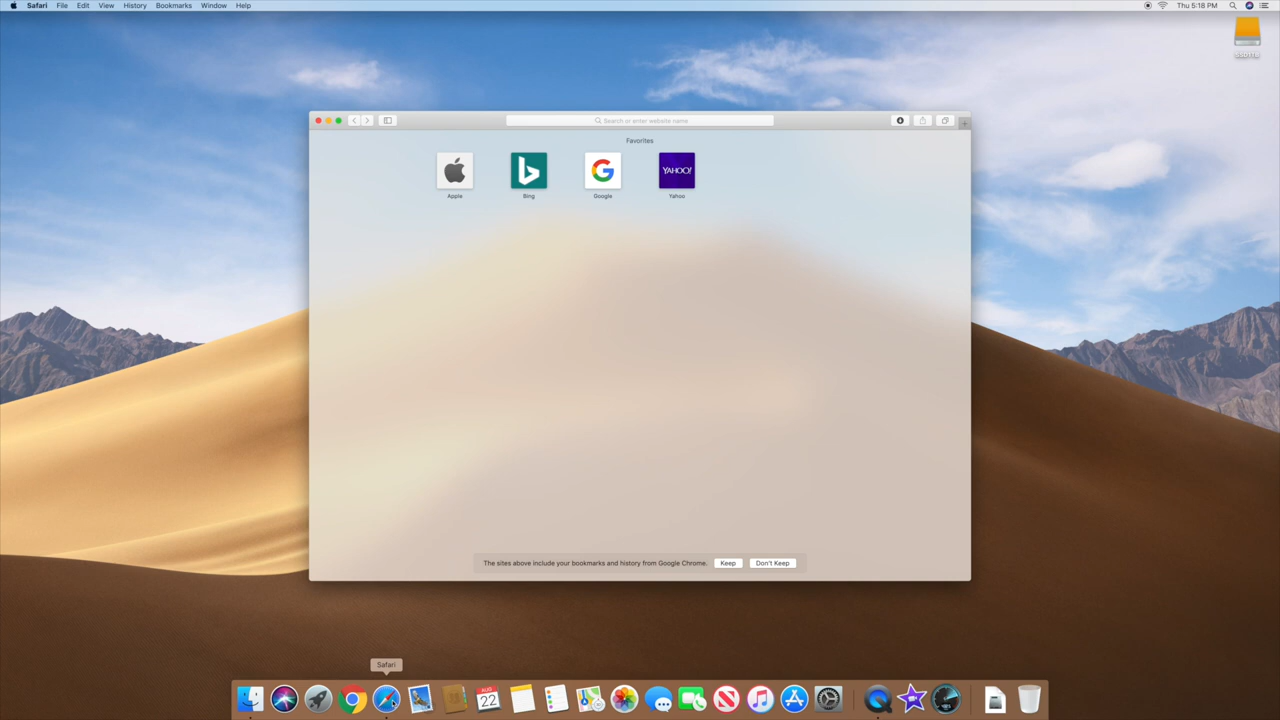 Safari File Edit View History Bookmarks Window Help
Thu 5:18 PM
Search or enter website name
Favorites
YAHOO!
Apple Bing Google Yahoo
The sites above include your bookmarks and history from Google Chrome. Keep Don't Keep
Safari
AUG
22